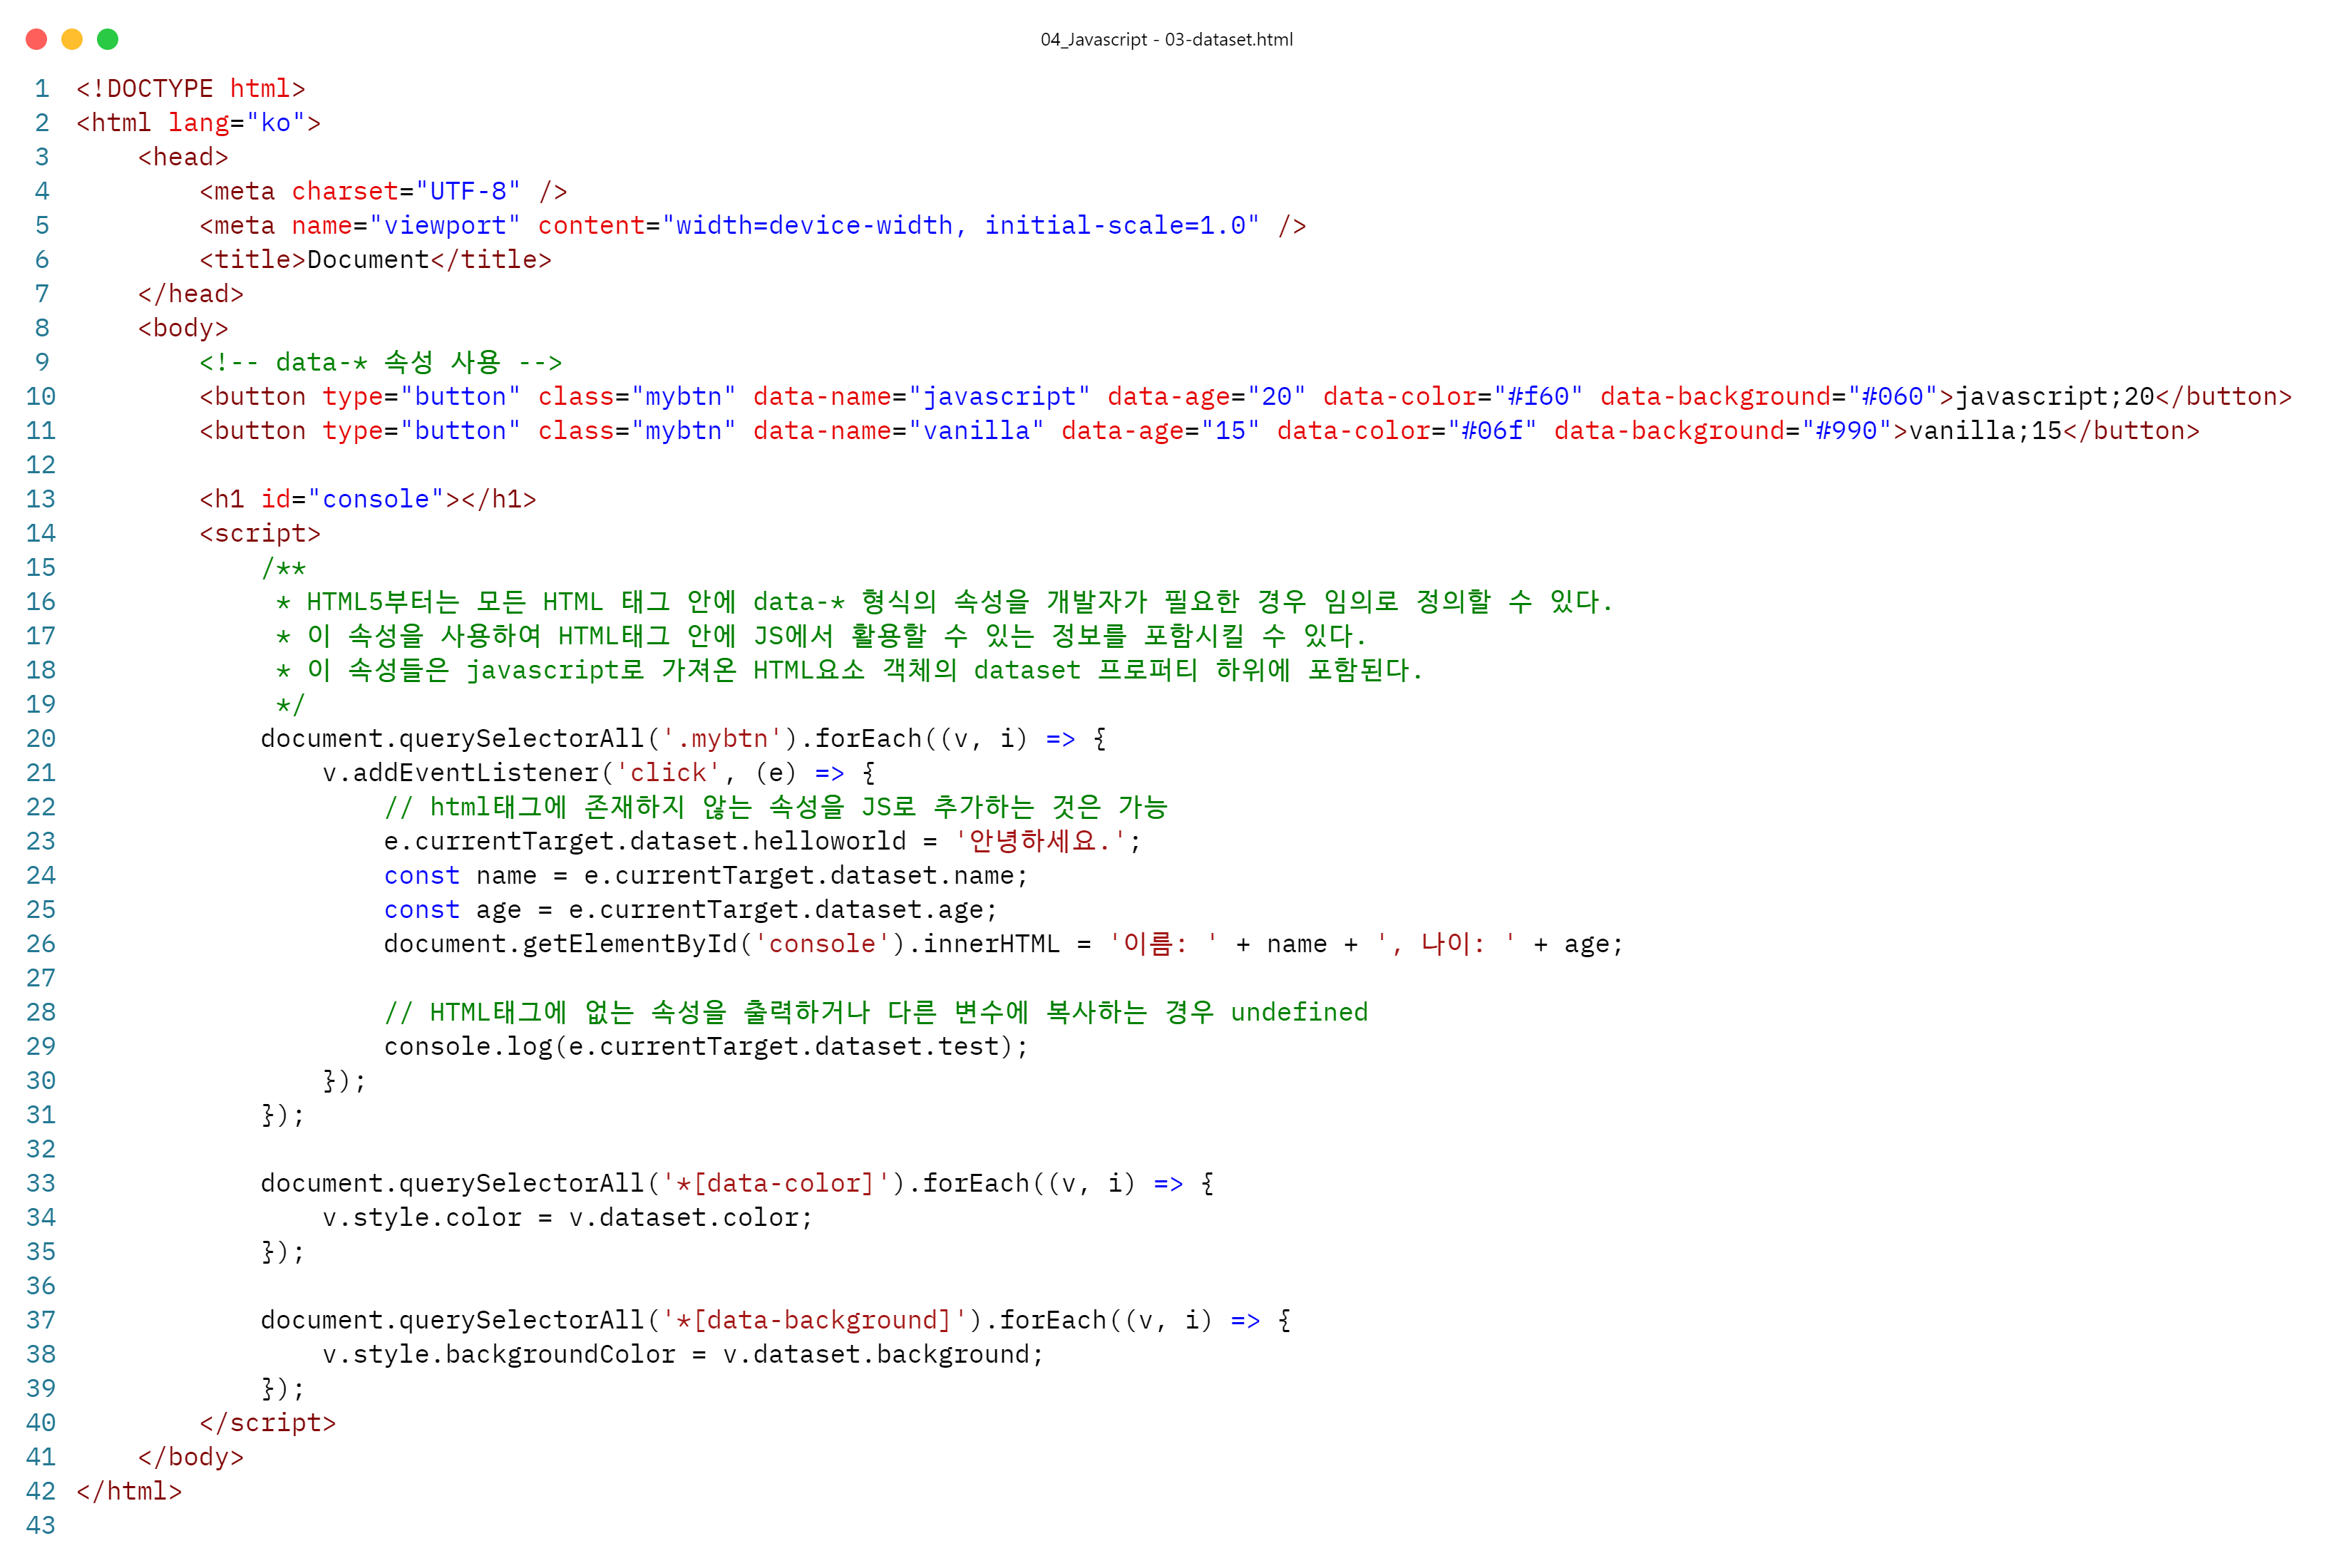 04_Javascript - 03-dataset.html
1 <!DOCTYPE html>
2 <html lang="ko">
3     <head>
4         <meta charset="UTF-8" />
5         <meta name="viewport" content="width=device-width, initial-scale=1.0" />
6         <title>Document</title>
7     </head>
8     <body>
9         <!-- data-* 속성 사용 -->
10         <button type="button" class="mybtn" data-name="javascript" data-age="20" data-color="#f60" data-background="#060">javascript;20</button>
11         <button type="button" class="mybtn" data-name="vanilla" data-age="15" data-color="#06f" data-background="#990">vanilla;15</button>
12
13         <h1 id="console"></h1>
14         <script>
15             /**
16              * HTML5부터는 모든 HTML 태그 안에 data-* 형식의 속성을 개발자가 필요한 경우 임의로 정의할 수 있다.
17              * 이 속성을 사용하여 HTML태그 안에 JS에서 활용할 수 있는 정보를 포함시킬 수 있다.
18              * 이 속성들은 javascript로 가져온 HTML요소 객체의 dataset 프로퍼티 하위에 포함된다.
19              */
20             document.querySelectorAll('.mybtn').forEach((v, i) => {
21                 v.addEventListener('click', (e) => {
22                     // html태그에 존재하지 않는 속성을 JS로 추가하는 것은 가능
23                     e.currentTarget.dataset.helloworld = '안녕하세요.';
24                     const name = e.currentTarget.dataset.name;
25                     const age = e.currentTarget.dataset.age;
26                     document.getElementById('console').innerHTML = '이름: ' + name + ', 나이: ' + age;
27
28                     // HTML태그에 없는 속성을 출력하거나 다른 변수에 복사하는 경우 undefined
29                     console.log(e.currentTarget.dataset.test);
30                 });
31             });
32
33             document.querySelectorAll('*[data-color]').forEach((v, i) => {
34                 v.style.color = v.dataset.color;
35             });
36
37             document.querySelectorAll('*[data-background]').forEach((v, i) => {
38                 v.style.backgroundColor = v.dataset.background;
39             });
40         </script>
41     </body>
42 </html>
43